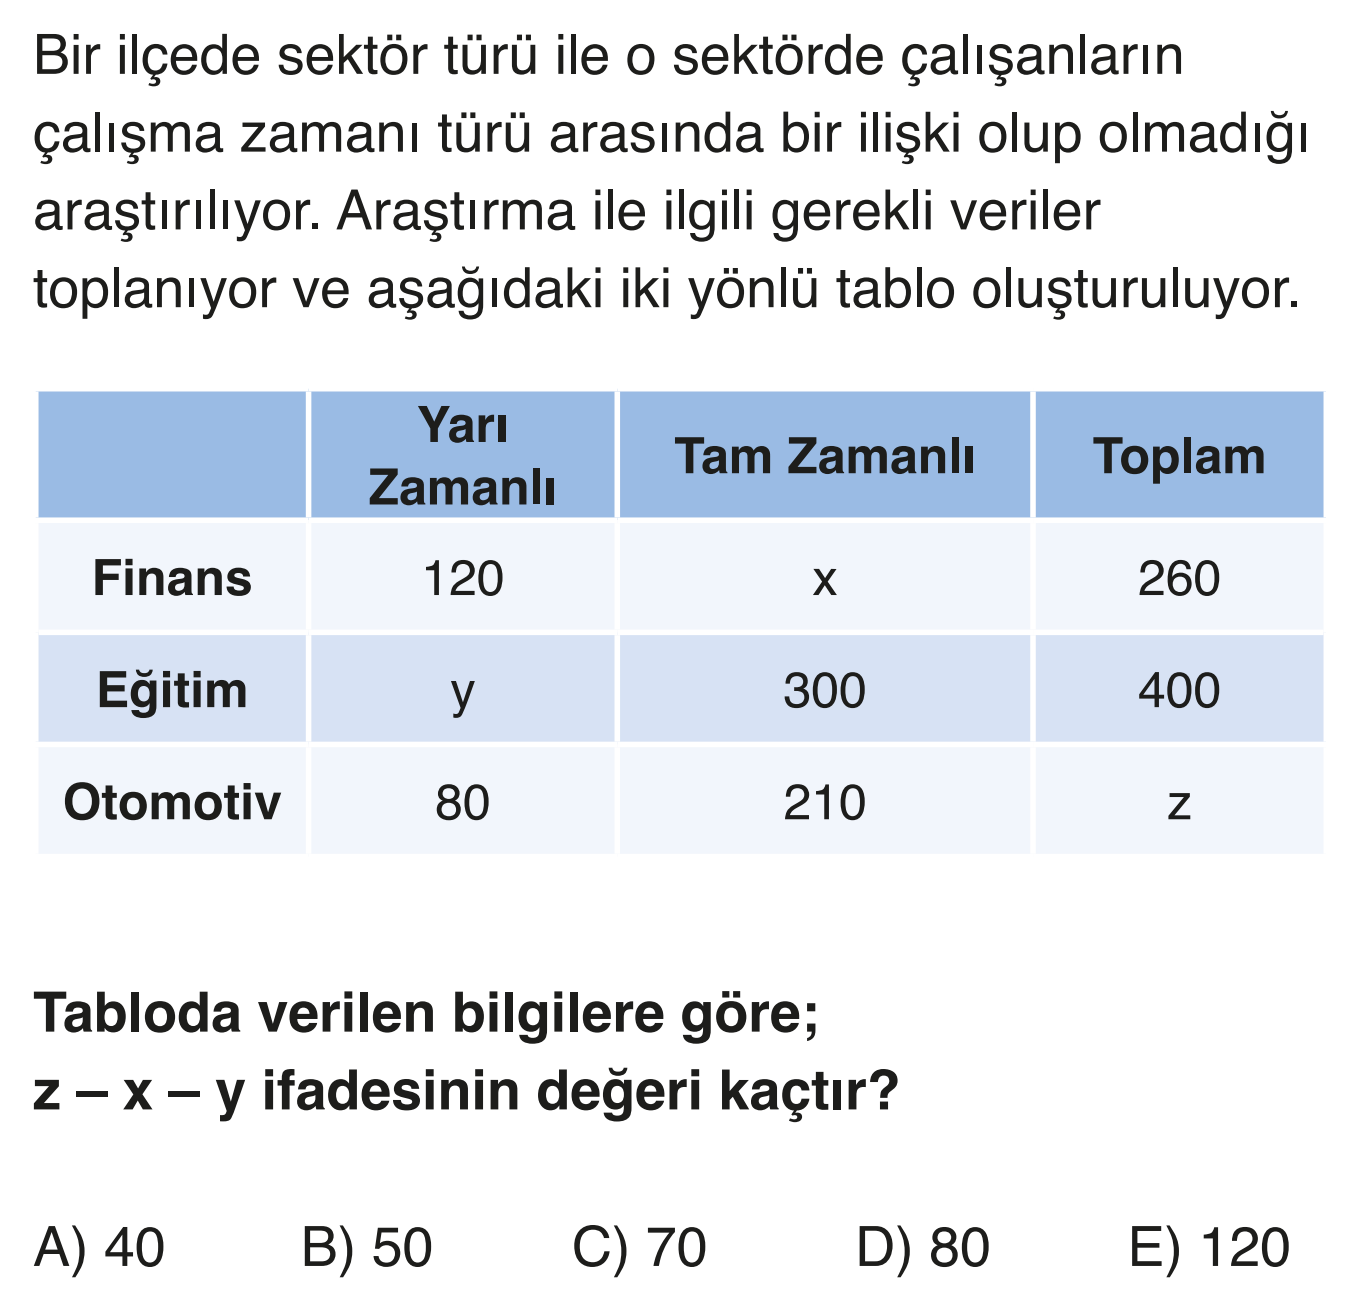 Bir ilçede sektör türü ile o sektörde çalışanların
çalışma zamanı türü arasında bir ilişki olup olmadığı
araştırılıyor. Araştırma ile ilgili gerekli veriler
toplanıyor ve aşağıdaki iki yönlü tablo oluşturuluyor.
Yarı Zamanlı Tam Zamanlı Toplam
Finans 120 x 260
Eğitim y 300 400
Otomotiv 80 210 z
Tabloda verilen bilgilere göre;
z – x – y ifadesinin değeri kaçtır?
A) 40 B) 50 C) 70 D) 80 E) 120